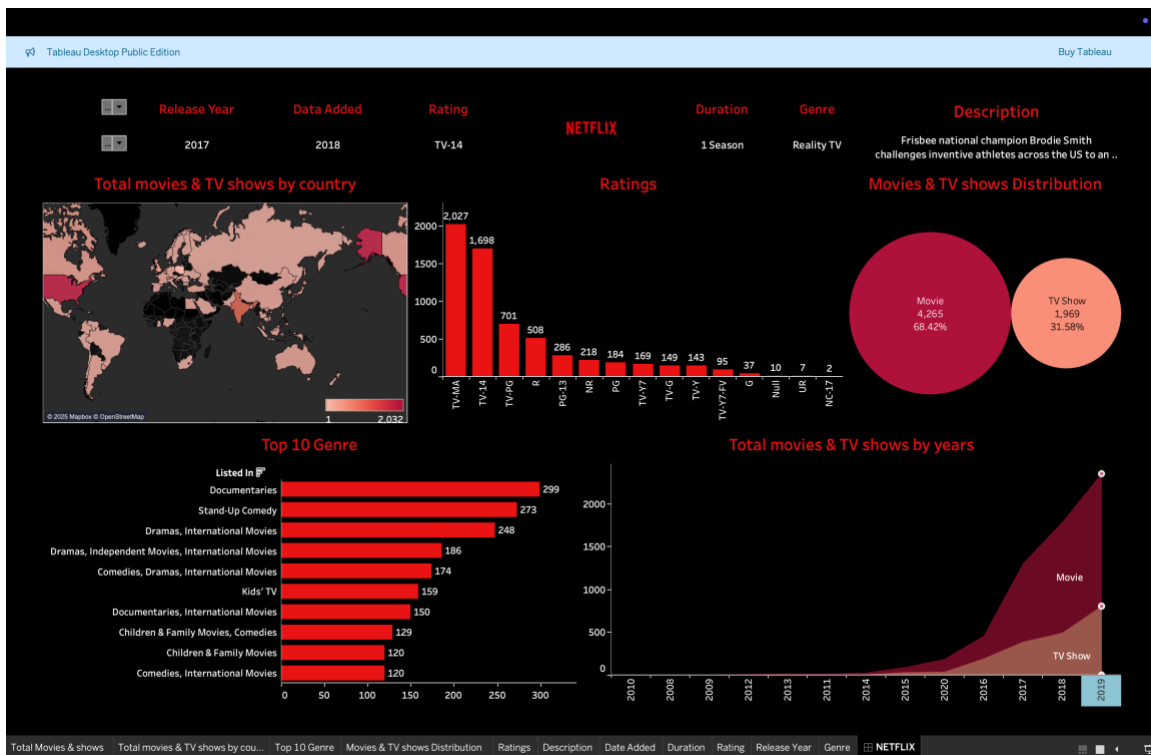 Tableau Desktop Public Edition
Buy Tableau
Release Year
Data Added
Rating
NETFLIX
Duration
Genre
Description
2017
2018
TV-14
1 Season
Reality TV
Frisbee national champion Brodie Smith
challenges inventive athletes across the US to an ..
Total movies & TV shows by country
Ratings
Movies & TV shows Distribution
© 2025 Mapbox © OpenStreetMap
1
2,032
2000
1500
1000
500
0
2,027
1,698
701
508
286
218
184
169
149
143
95
37
10
7
2
TV-MA
TV-14
TV-PG
R
PG-13
NR
PG
TV-Y7
TV-G
TV-Y
TV-Y7-FV
G
Null
UR
NC-17
Movie
4,265
68.42%
TV Show
1,969
31.58%
Top 10 Genre
Listed In
Documentaries 299
Stand-Up Comedy 273
Dramas, International Movies 248
Dramas, Independent Movies, International Movies 186
Comedies, Dramas, International Movies 174
Kids' TV 159
Documentaries, International Movies 150
Children & Family Movies, Comedies 129
Children & Family Movies 120
Comedies, International Movies 120
0 50 100 150 200 250 300
Total movies & TV shows by years
2000
1500
1000
500
0
Movie
TV Show
2010
2008
2009
2012
2013
2011
2014
2015
2020
2016
2017
2018
2019
Total Movies & shows
Total movies & TV shows by cou...
Top 10 Genre
Movies & TV shows Distribution
Ratings
Description
Date Added
Duration
Rating
Release Year
Genre
NETFLIX